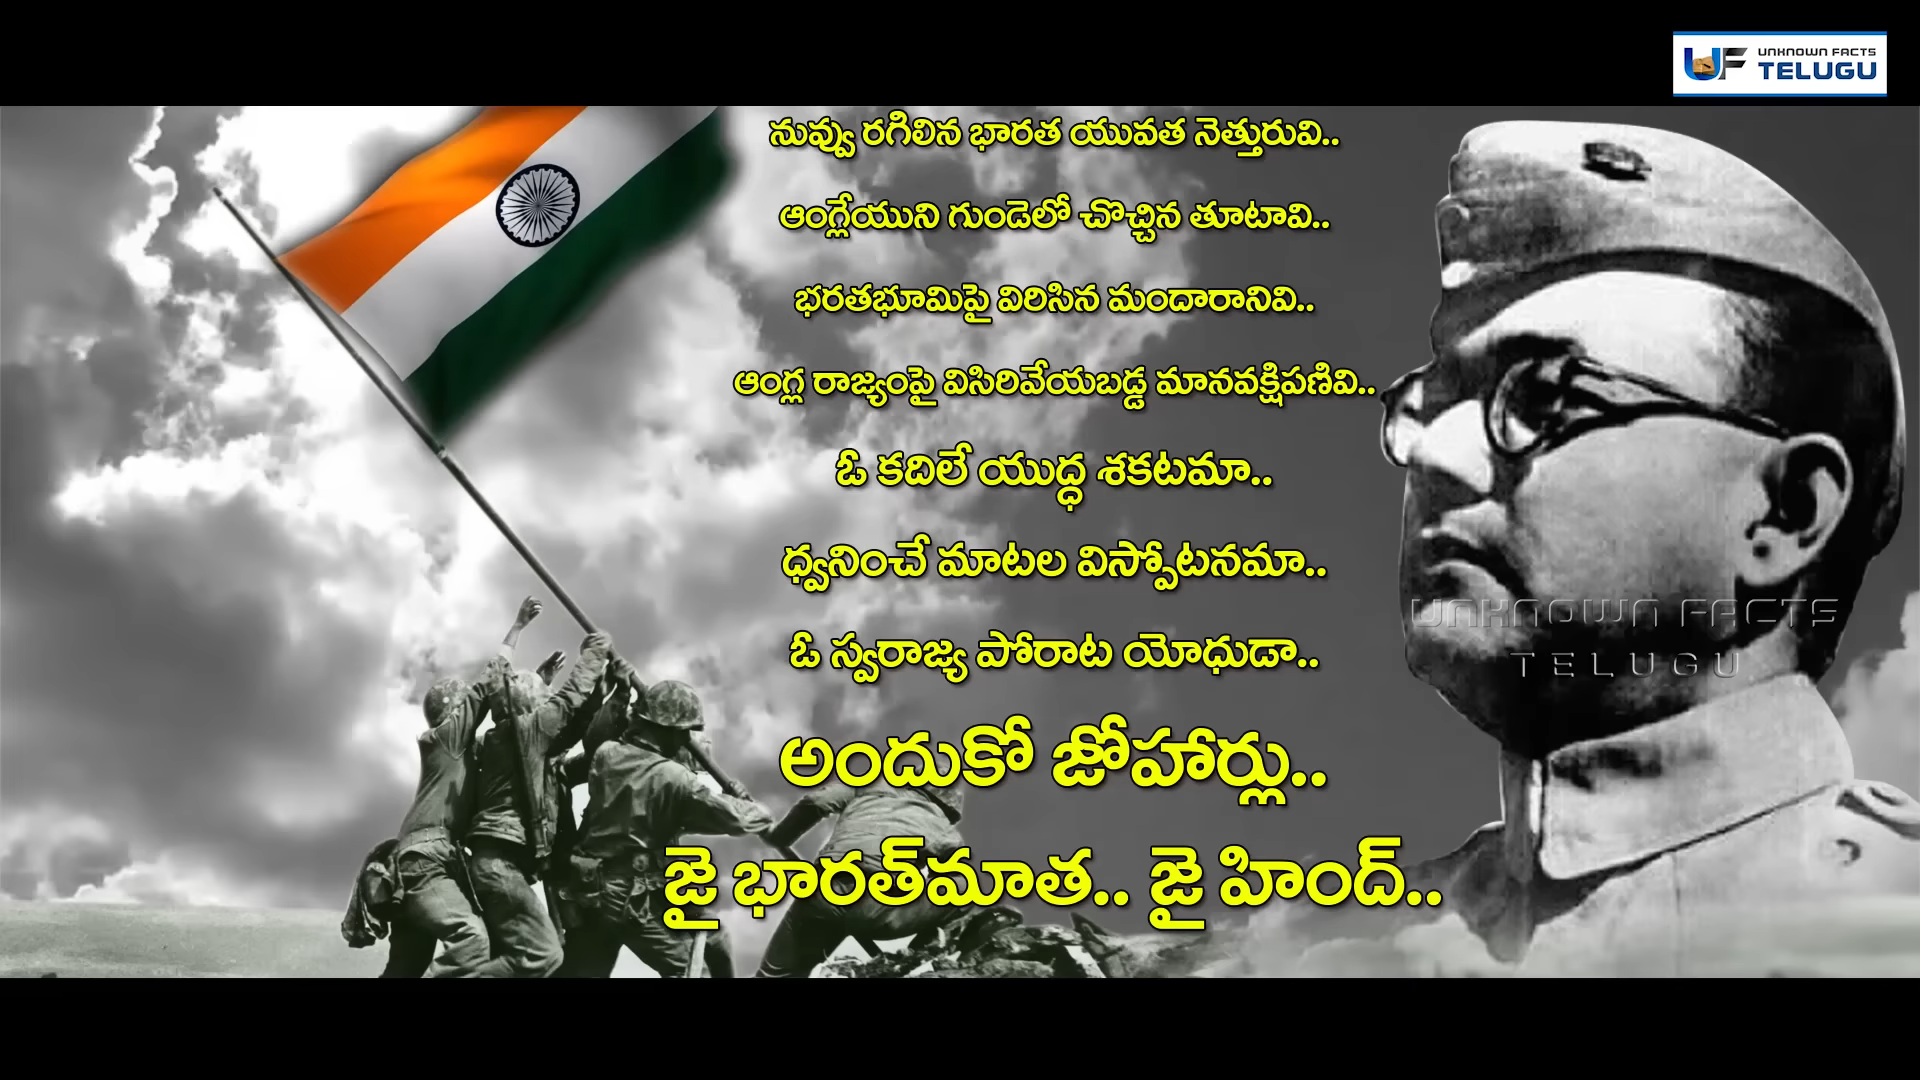 UF UNKNOWN FACTS
TELUGU
నువ్వు రగిలిన భారత యువత నెత్తురువి..
ఆంగ్లేయుని గుండెలో చొచ్చిన తూటావి..
భరతభూమిపై విరిసిన మందారానివి..
ఆంగ్ల రాజ్యంపై విసిరివేయబడ్డ మానవక్షిపణివి..
ఓ కదిలే యుద్ధ శకటమా..
ధ్వనించే మాటల విస్పోటనమా..
ఓ స్వరాజ్య పోరాట యోధుడా..
UNKNOWN FACTS
TELUGU
అందుకో జోహార్లు..
జై భారత్‌మాత.. జై హింద్..